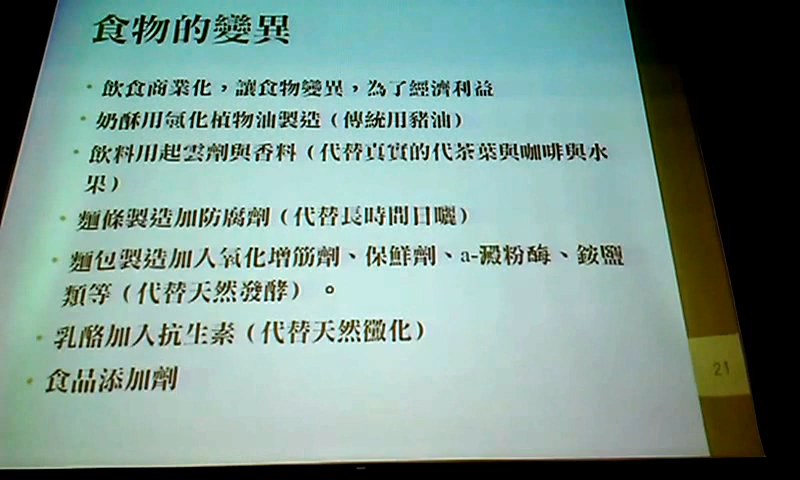 食物的變異
• 飲食商業化，讓食物變異，為了經濟利益
• 奶酥用氫化植物油製造（傳統用豬油）
• 飲料用起雲劑與香料（代替真實的代茶葉與咖啡與水
果）
• 麵條製造加防腐劑（代替長時間日曬）
• 麵包製造加入氧化增筋劑、保鮮劑、a-澱粉酶、銨鹽
類等（代替天然發酵）。
• 乳酪加入抗生素（代替天然黴化）
• 食品添加劑
21